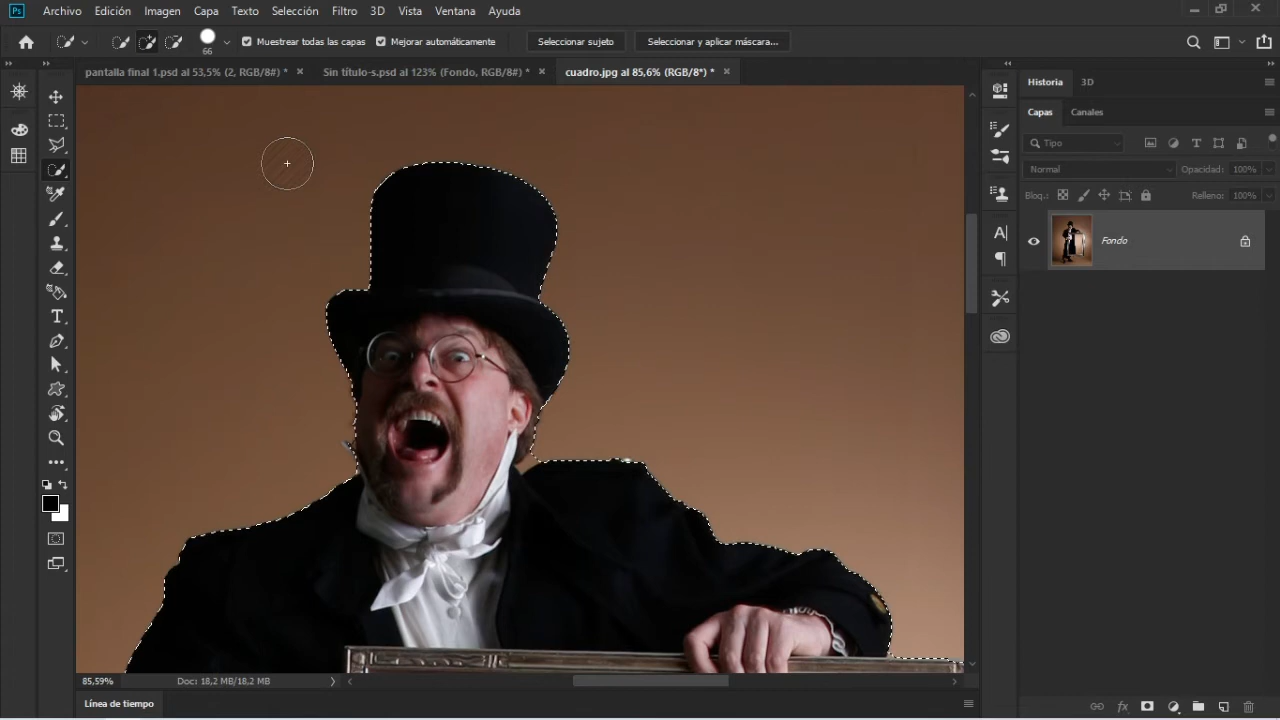 Ps Archivo Edición Imagen Capa Texto Selección Filtro 3D Vista Ventana Ayuda
66 Muestrear todas las capas Mejorar automáticamente Seleccionar sujeto Seleccionar y aplicar máscara...
pantalla final 1.psd al 53,5% (2, RGB/8#) * × Sin título-s.psd al 123% (Fondo, RGB/8#) * × cuadro.jpg al 85,6% (RGB/8*) * ×
Historia 3D
Capas Canales
Tipo
Normal Opacidad: 100%
Bloq.: Relleno: 100%
Fondo
85,59% Doc: 18,2 MB/18,2 MB
Línea de tiempo